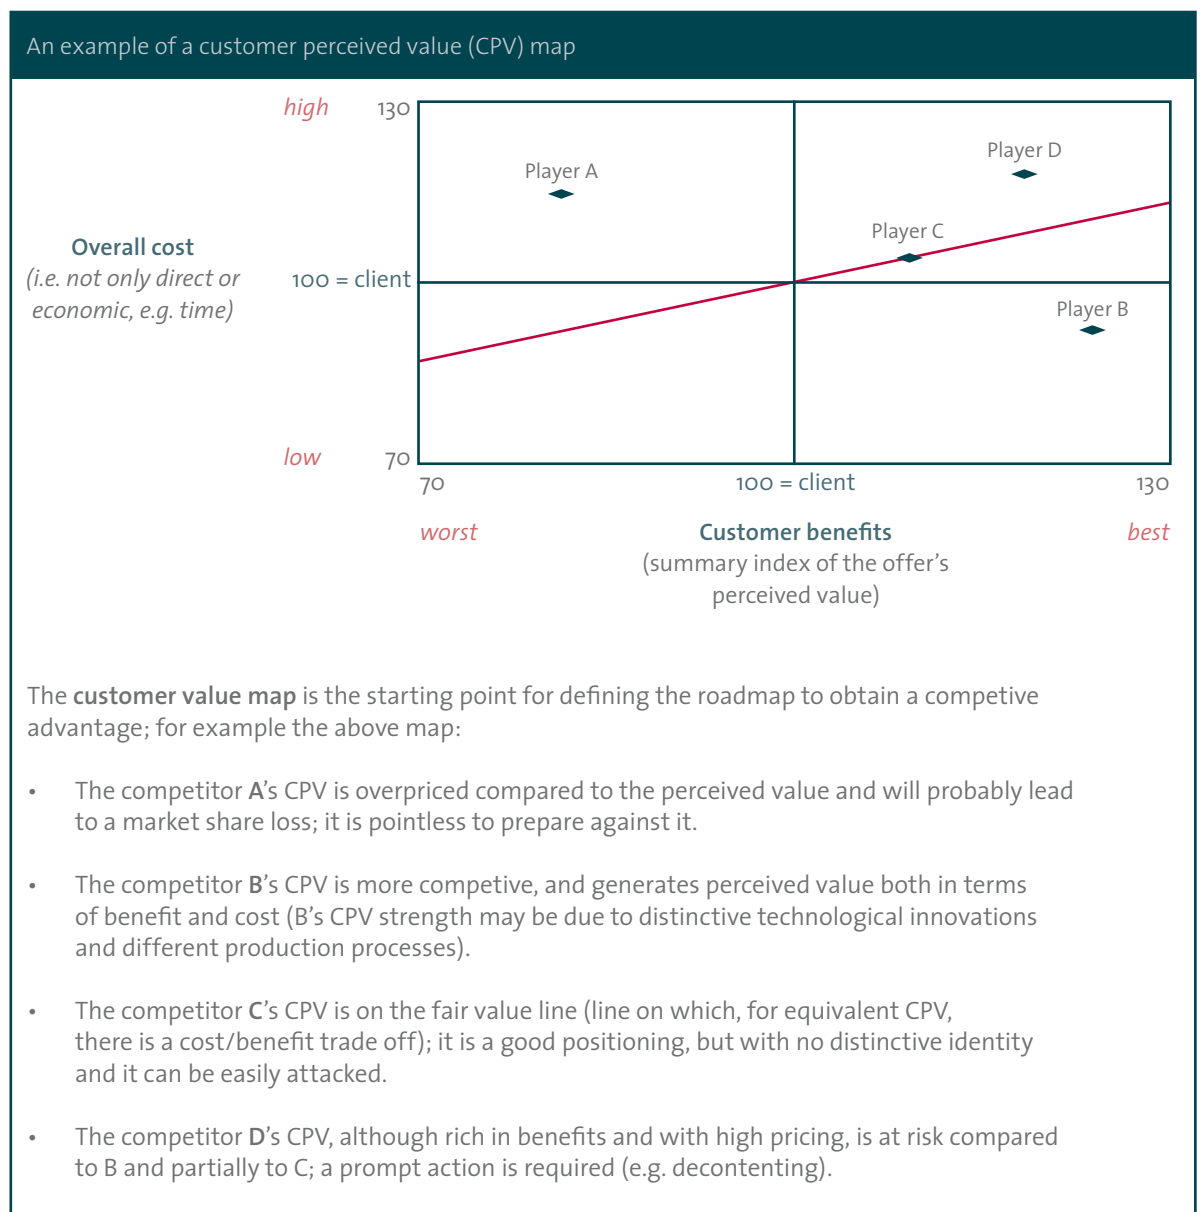 An example of a customer perceived value (CPV) map
high 130
Player A
Player D
Player C
Player B
Overall cost
(i.e. not only direct or
economic, e.g. time)
100 = client
low 70
70 100 = client 130
worst Customer benefits best
(summary index of the offer's
perceived value)
The customer value map is the starting point for defining the roadmap to obtain a competive
advantage; for example the above map:
• The competitor A's CPV is overpriced compared to the perceived value and will probably lead
to a market share loss; it is pointless to prepare against it.
• The competitor B's CPV is more competive, and generates perceived value both in terms
of benefit and cost (B's CPV strength may be due to distinctive technological innovations
and different production processes).
• The competitor C's CPV is on the fair value line (line on which, for equivalent CPV,
there is a cost/benefit trade off); it is a good positioning, but with no distinctive identity
and it can be easily attacked.
• The competitor D's CPV, although rich in benefits and with high pricing, is at risk compared
to B and partially to C; a prompt action is required (e.g. decontenting).